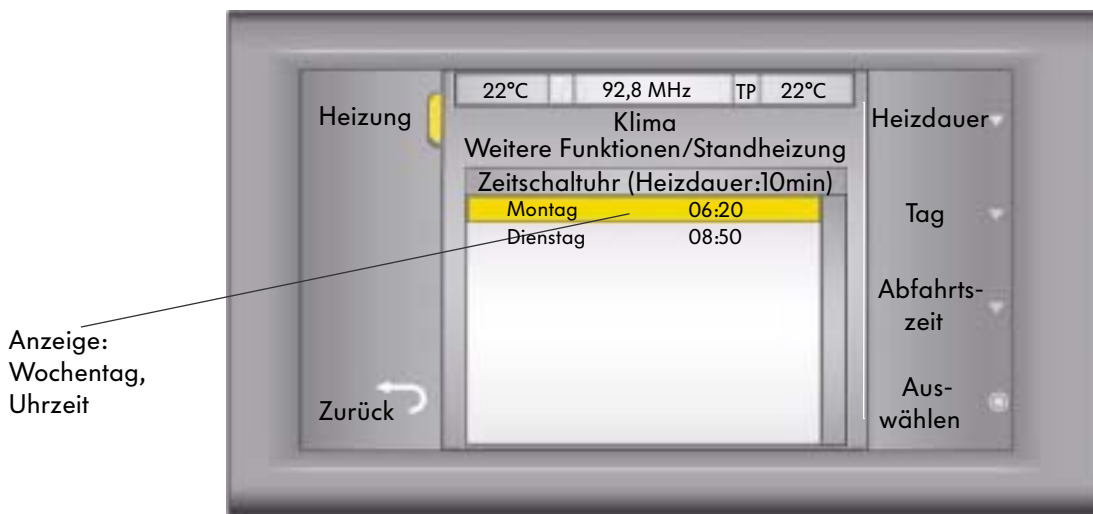 22°C 92,8 MHz TP 22°C
Heizung
Klima
Heizdauer
Weitere Funktionen/Standheizung
Zeitschaltuhr (Heizdauer:10min)
Montag 06:20
Dienstag 08:50
Tag
Abfahrts-
zeit
Anzeige:
Wochentag,
Uhrzeit
Zurück
Aus-
wählen